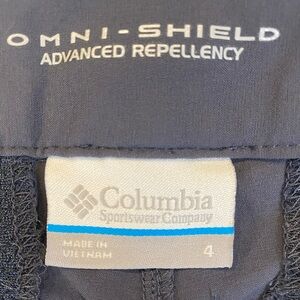 OMNI-SHIELD
ADVANCED REPELLENCY
Columbia
Sportswear Company
MADE IN
VIETNAM
4